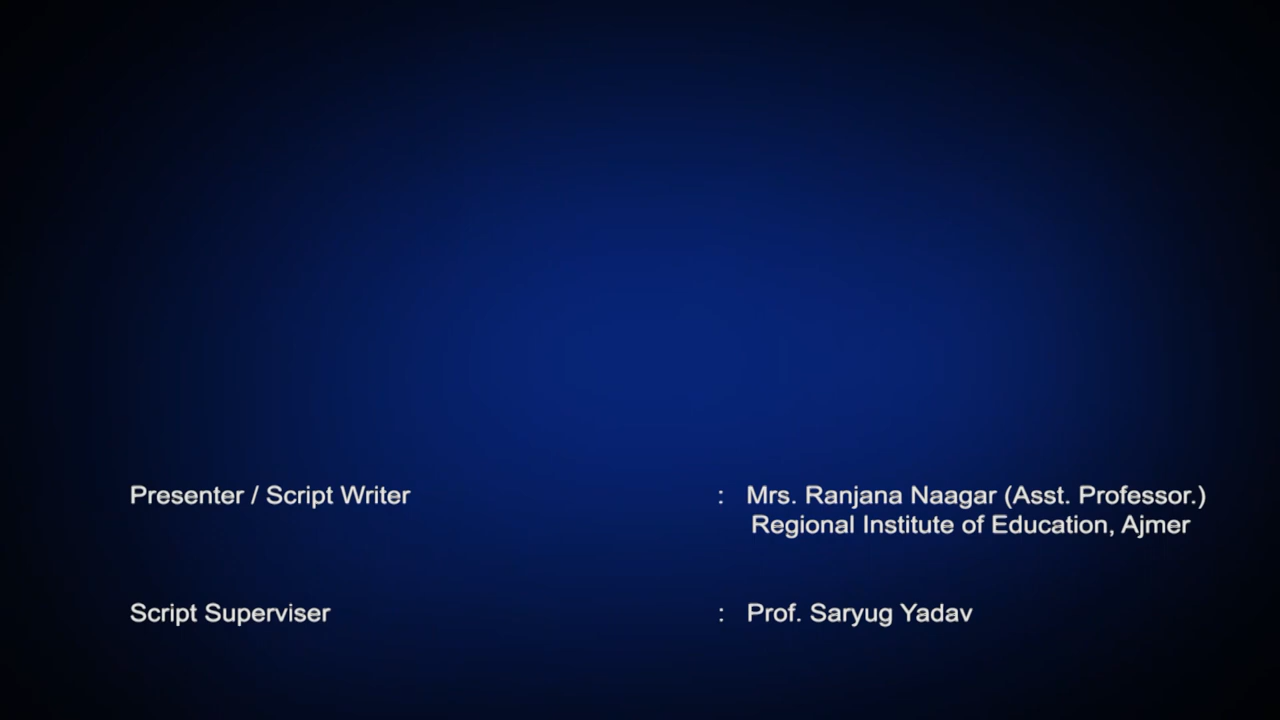 Presenter / Script Writer : Mrs. Ranjana Naagar (Asst. Professor.)
Regional Institute of Education, Ajmer
Script Superviser : Prof. Saryug Yadav